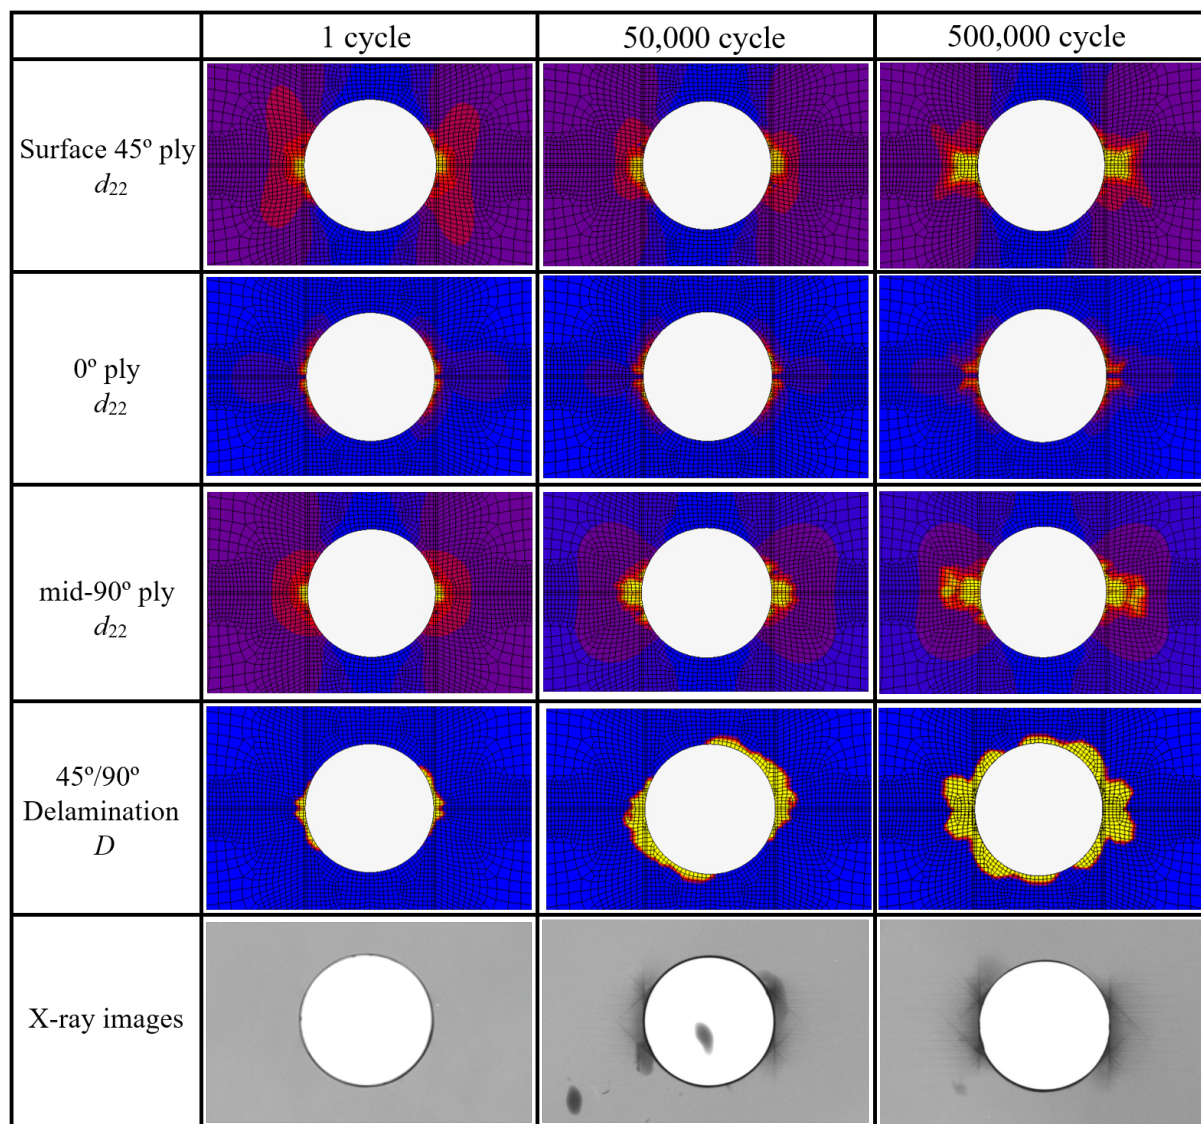 1 cycle
50,000 cycle
500,000 cycle
Surface 45º ply
d22
0º ply
d22
mid-90º ply
d22
45º/90º
Delamination
D
X-ray images